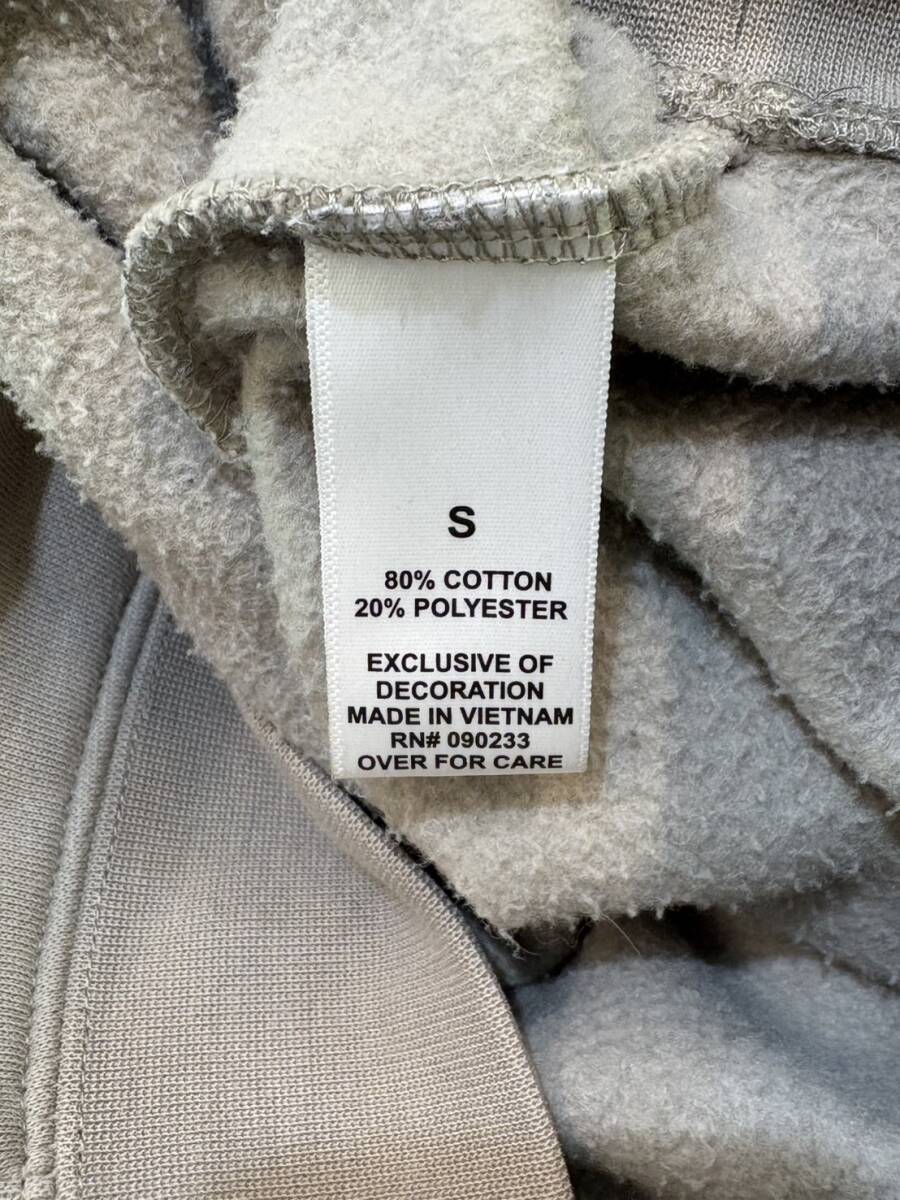 S
80% COTTON
20% POLYESTER
EXCLUSIVE OF
DECORATION
MADE IN VIETNAM
RN# 090233
OVER FOR CARE